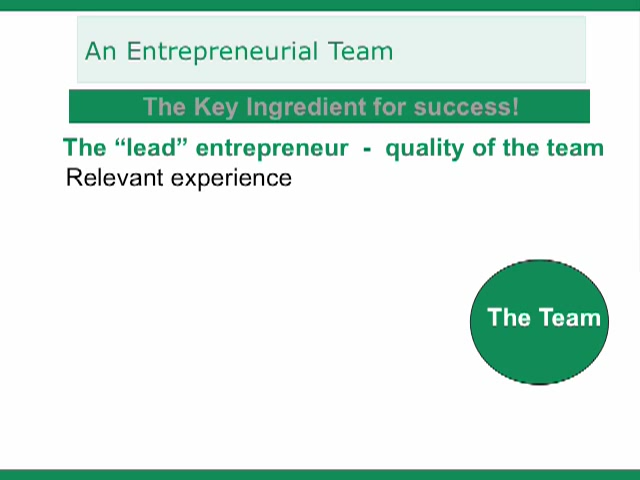 An Entrepreneurial Team
The Key Ingredient for success!
The “lead” entrepreneur - quality of the team
Relevant experience
The Team